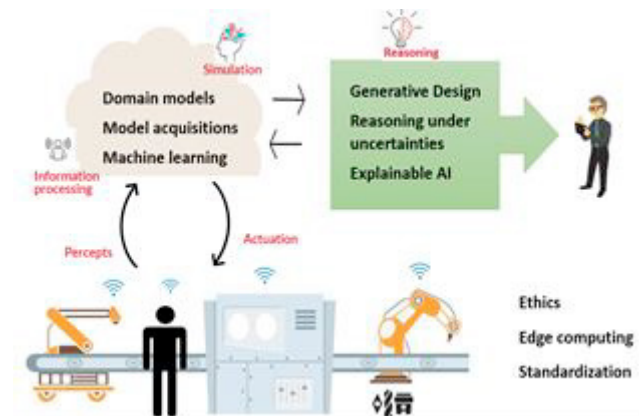 Simulation
Reasoning
Domain models
Model acquisitions
Machine learning
Generative Design
Reasoning under
uncertainties
Explainable AI
Information
processing
Percepts
Actuation
Ethics
Edge computing
Standardization